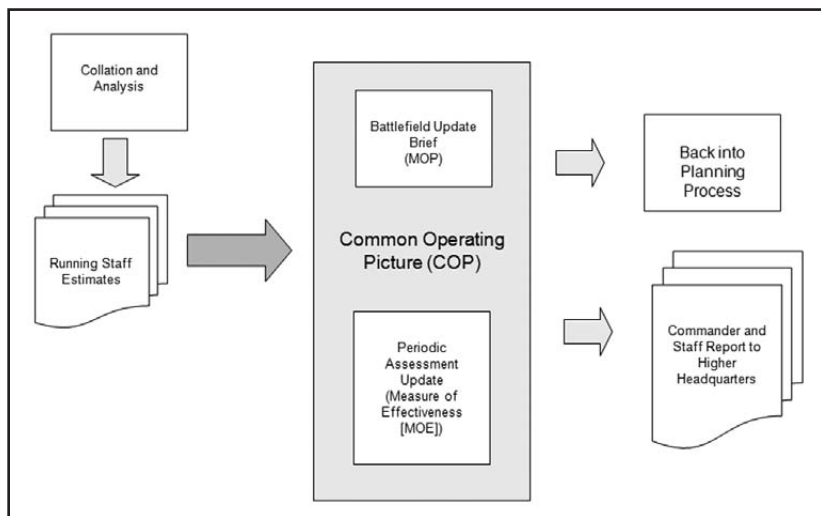 Collation and
Analysis
Running Staff
Estimates
Battlefield Update
Brief
(MOP)
Common Operating
Picture (COP)
Periodic
Assessment
Update
(Measure of
Effectiveness
[MOE])
Back into
Planning
Process
Commander and
Staff Report to
Higher
Headquarters